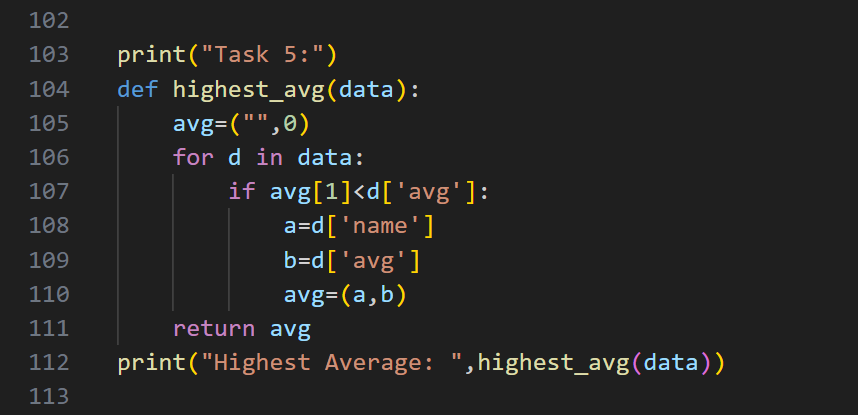 102
103 print("Task 5:")
104 def highest_avg(data):
105     avg=("",0)
106     for d in data:
107         if avg[1]<d['avg']:
108             a=d['name']
109             b=d['avg']
110             avg=(a,b)
111     return avg
112 print("Highest Average: ",highest_avg(data))
113